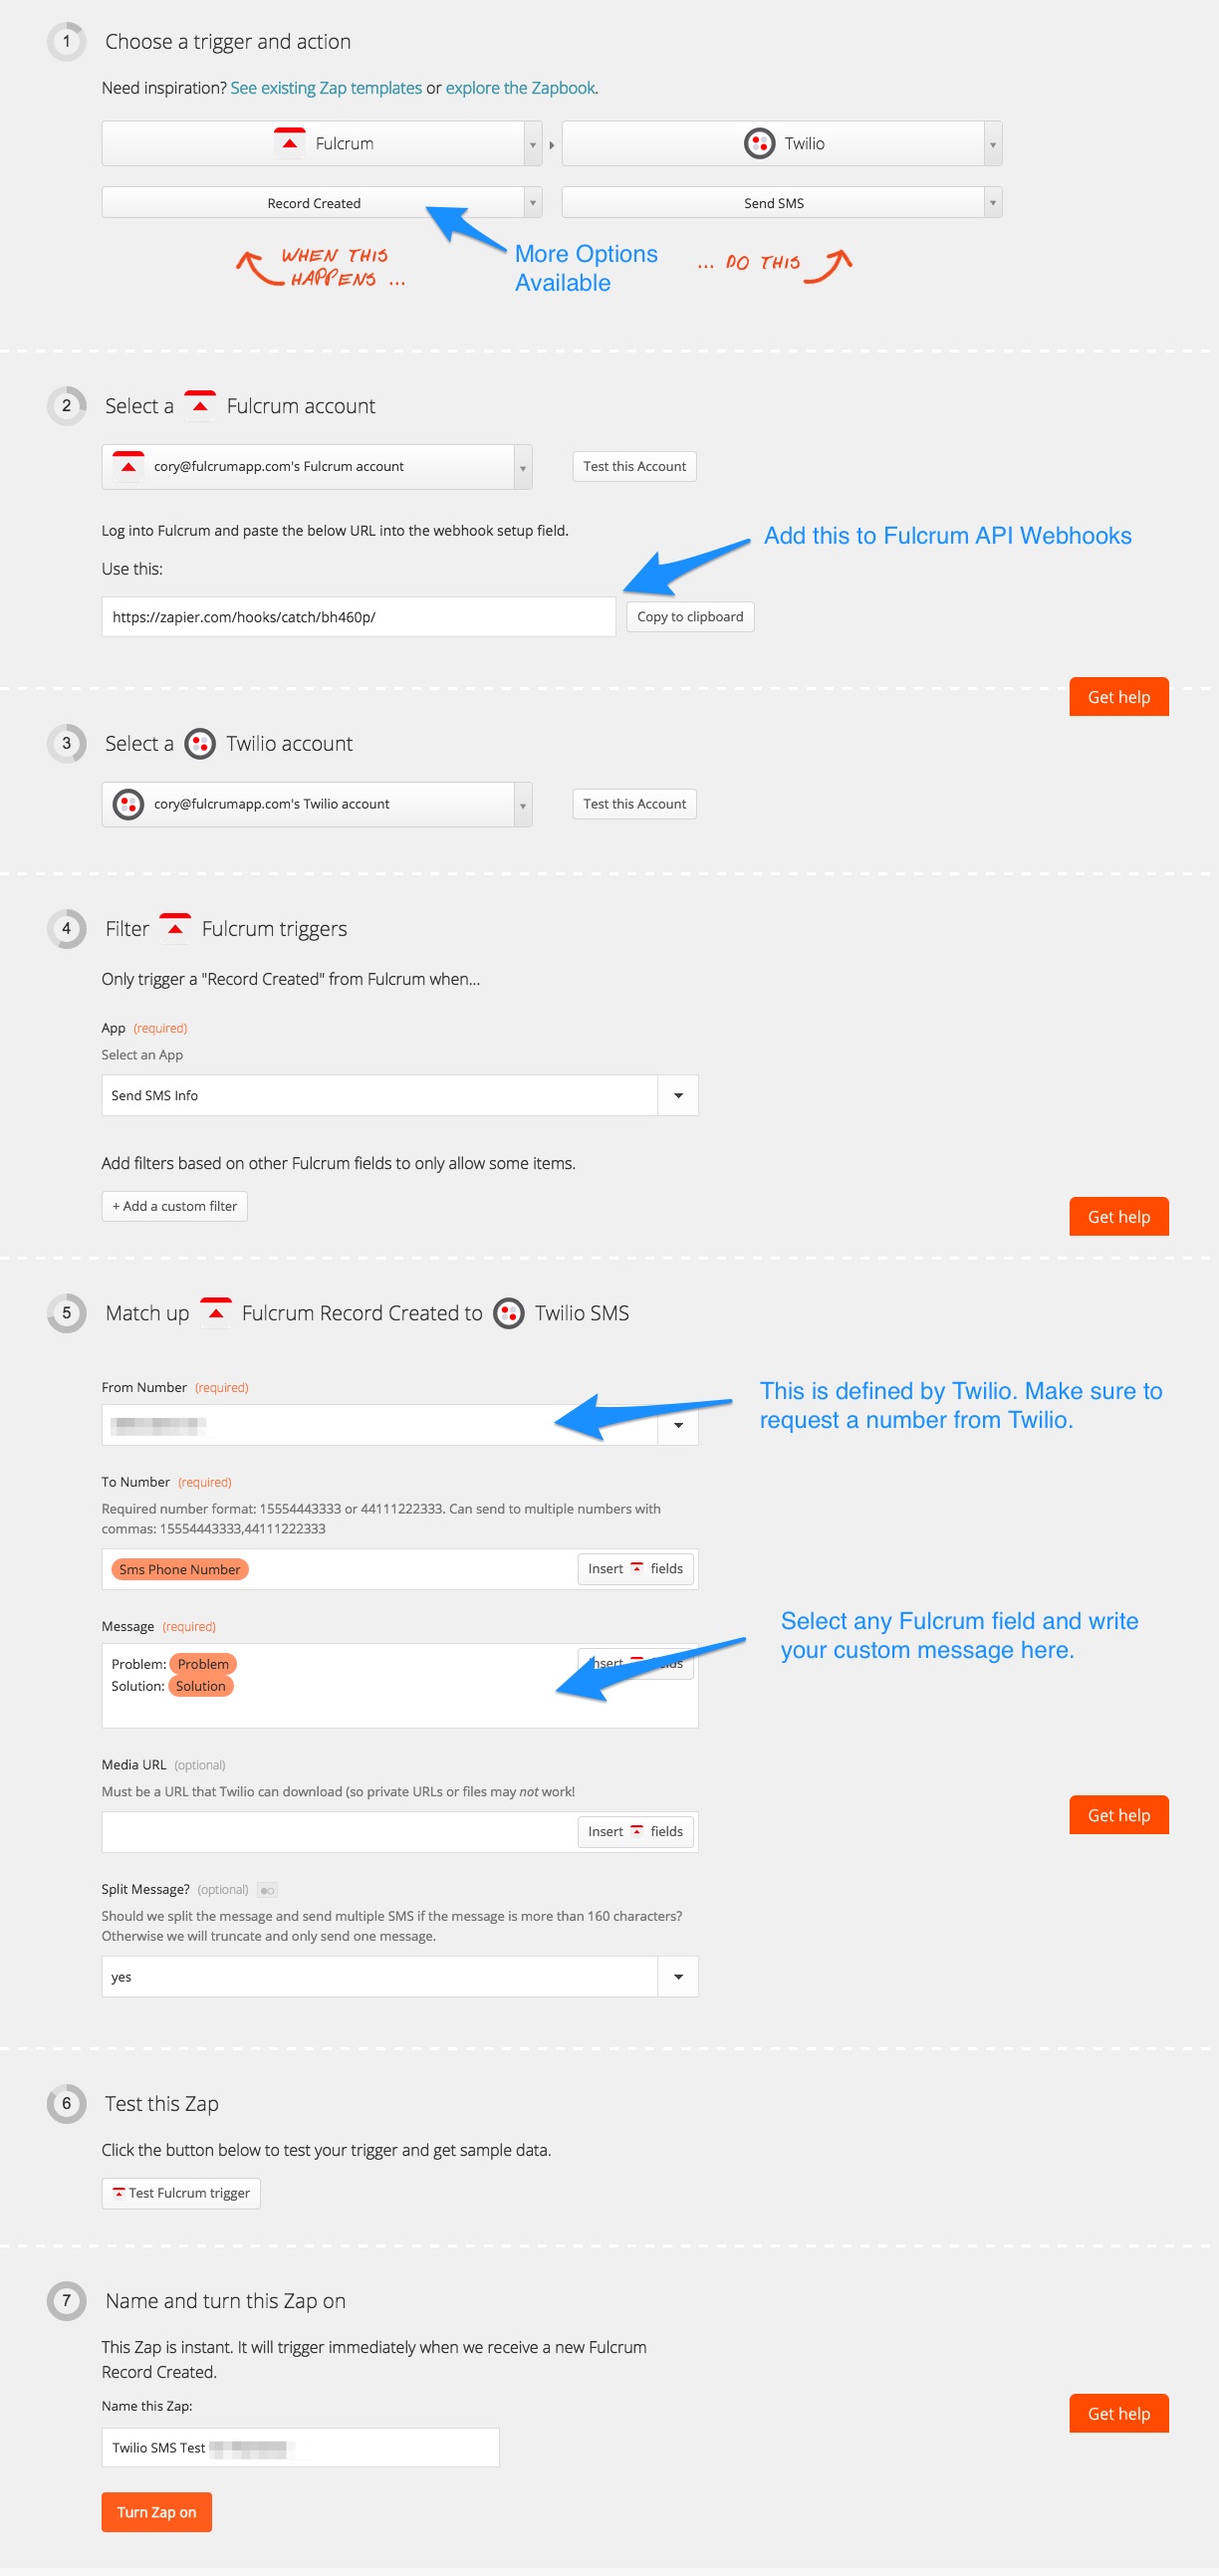 1 Choose a trigger and action
Need inspiration? See existing Zap templates or explore the Zapbook.
Fulcrum
Twilio
Record Created
Send SMS
WHEN THIS
HAPPENS ...
More Options
Available
... DO THIS
2 Select a Fulcrum account
cory@fulcrumapp.com's Fulcrum account
Test this Account
Log into Fulcrum and paste the below URL into the webhook setup field.
Add this to Fulcrum API Webhooks
Use this:
https://zapier.com/hooks/catch/bh460p/
Copy to clipboard
Get help
3 Select a Twilio account
cory@fulcrumapp.com's Twilio account
Test this Account
4 Filter Fulcrum triggers
Only trigger a "Record Created" from Fulcrum when...
App (required)
Select an App
Send SMS Info
Add filters based on other Fulcrum fields to only allow some items.
+ Add a custom filter
Get help
5 Match up Fulcrum Record Created to Twilio SMS
From Number (required)
This is defined by Twilio. Make sure to
request a number from Twilio.
To Number (required)
Required number format: 15554443333 or 44111222333. Can send to multiple numbers with
commas: 15554443333,44111222333
Sms Phone Number
Insert fields
Message (required)
Select any Fulcrum field and write
your custom message here.
Problem: Problem
Insert fields
Solution: Solution
Media URL (optional)
Must be a URL that Twilio can download (so private URLs or files may not work!
Get help
Insert fields
Split Message? (optional)
Should we split the message and send multiple SMS if the message is more than 160 characters?
Otherwise we will truncate and only send one message.
yes
6 Test this Zap
Click the button below to test your trigger and get sample data.
Test Fulcrum trigger
7 Name and turn this Zap on
This Zap is instant. It will trigger immediately when we receive a new Fulcrum
Record Created.
Name this Zap:
Get help
Twilio SMS Test
Turn Zap on